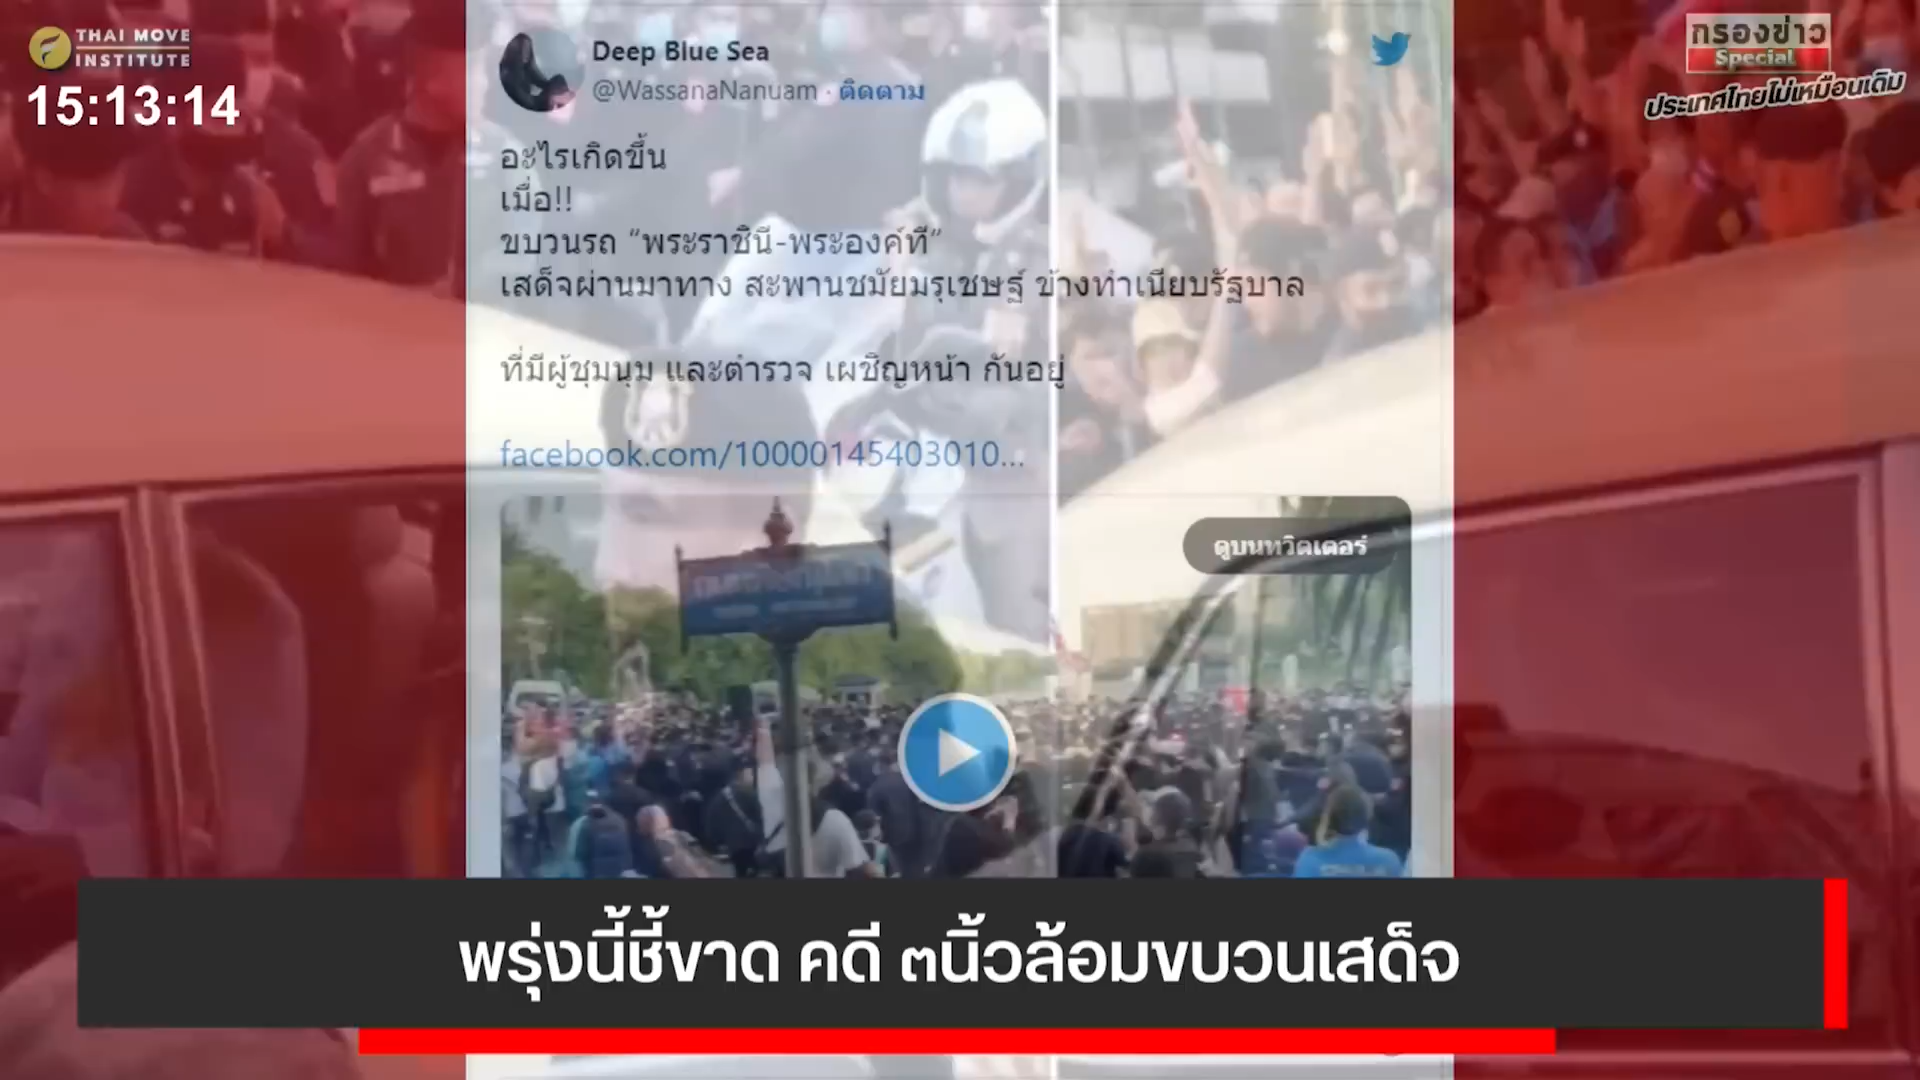 THAI MOVE
INSTITUTE
15:13:14
กรองข่าว
Special
ประเทศไทยไม่เหมือนเดิม
Deep Blue Sea
@WassanaNanuam · ติดตาม
อะไรเกิดขึ้น
เมื่อ!!
ขบวนรถ “พระราชินี-พระองค์ที”
เสด็จผ่านมาทาง สะพานชมัยมรุเชษฐ์ ข้างทำเนียบรัฐบาล
ที่มีผู้ชุมนุม และตำรวจ เผชิญหน้า กันอยู่
facebook.com/10000145403010...
ดูบนทวิตเตอร์
พรุ่งนี้ชี้ขาด คดี ๓นิ้วล้อมขบวนเสด็จ